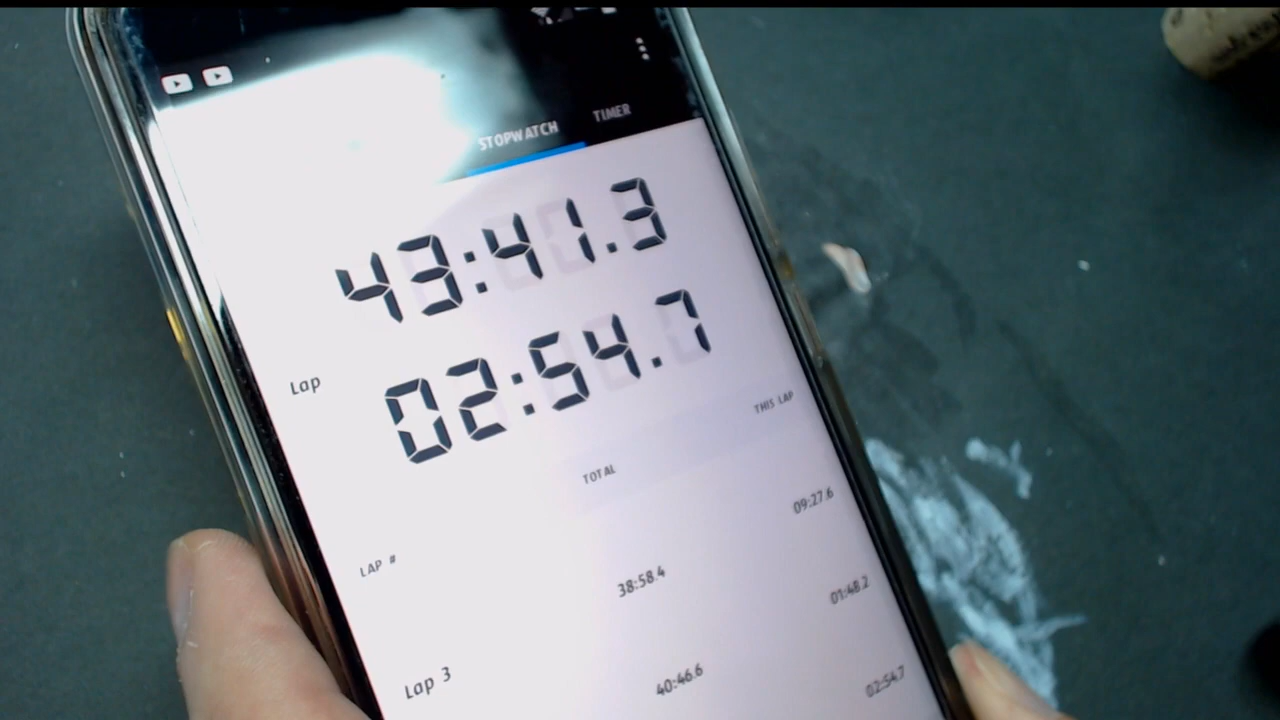 STOPWATCH TIMER
43:41.3
Lap 02:54.7
LAP # TOTAL THIS LAP
Lap 3 38:58.4 09:27.6
40:46.6 01:48.2
02:54.7